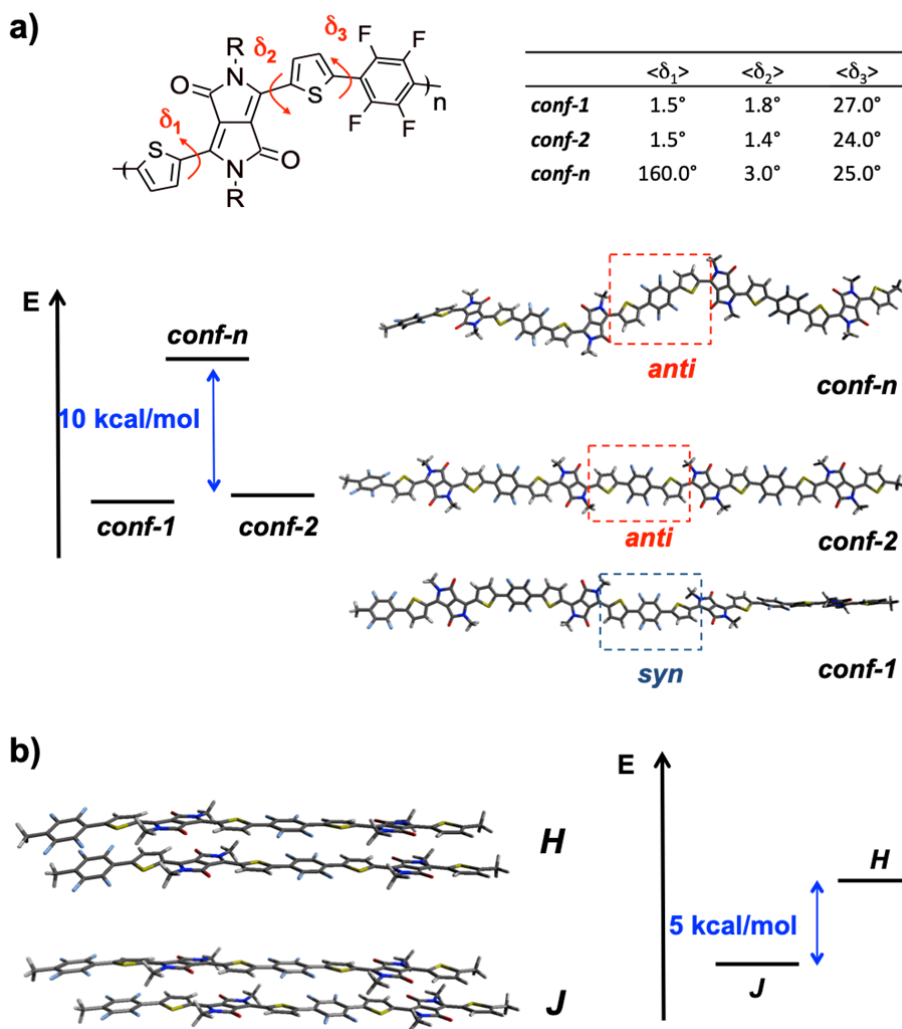 a)
R
δ₂
δ₃
F
F
O
N
S
n
δ₁
F
F
S
N
O
R
<δ₁> <δ₂> <δ₃>
conf-1 1.5° 1.8° 27.0°
conf-2 1.5° 1.4° 24.0°
conf-n 160.0° 3.0° 25.0°
E
conf-n
10 kcal/mol
conf-1
conf-2
anti
conf-n
anti
conf-2
syn
conf-1
b)
H
J
E
H
5 kcal/mol
J